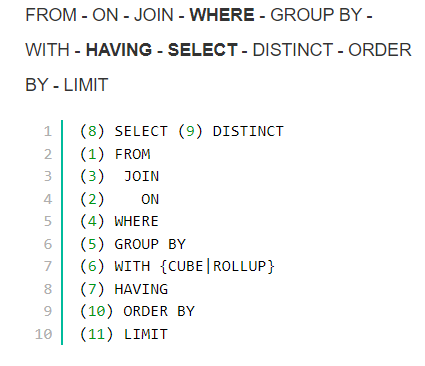 FROM - ON - JOIN - WHERE - GROUP BY -
WITH - HAVING - SELECT - DISTINCT - ORDER
BY - LIMIT
1 (8) SELECT (9) DISTINCT
2 (1) FROM
3 (3)  JOIN
4 (2)    ON
5 (4) WHERE
6 (5) GROUP BY
7 (6) WITH {CUBE|ROLLUP}
8 (7) HAVING
9 (10) ORDER BY
10 (11) LIMIT